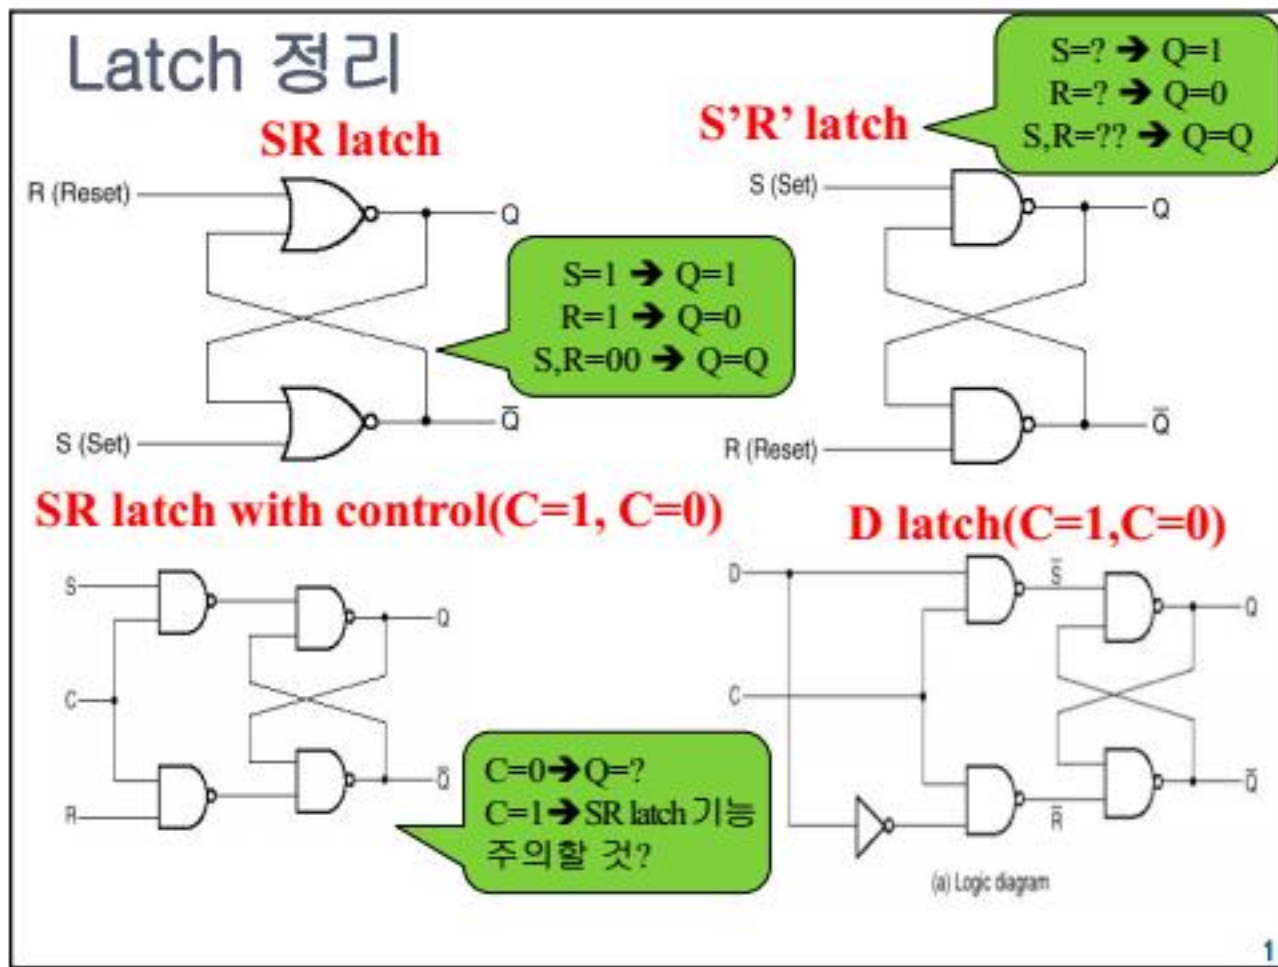 Latch 정리
SR latch
R (Reset)
Q
S=1 ➔ Q=1
R=1 ➔ Q=0
S,R=00 ➔ Q=Q
S (Set)
Q̅
S’R’ latch
S=? ➔ Q=1
R=? ➔ Q=0
S,R=?? ➔ Q=Q
S (Set)
Q
R (Reset)
Q̅
SR latch with control(C=1, C=0)
S
Q
C
R
Q̅
C=0➔Q=?
C=1➔SR latch 기능
주의할 것?
D latch(C=1,C=0)
D
S̅
Q
C
R̅
Q̅
(a) Logic diagram
1